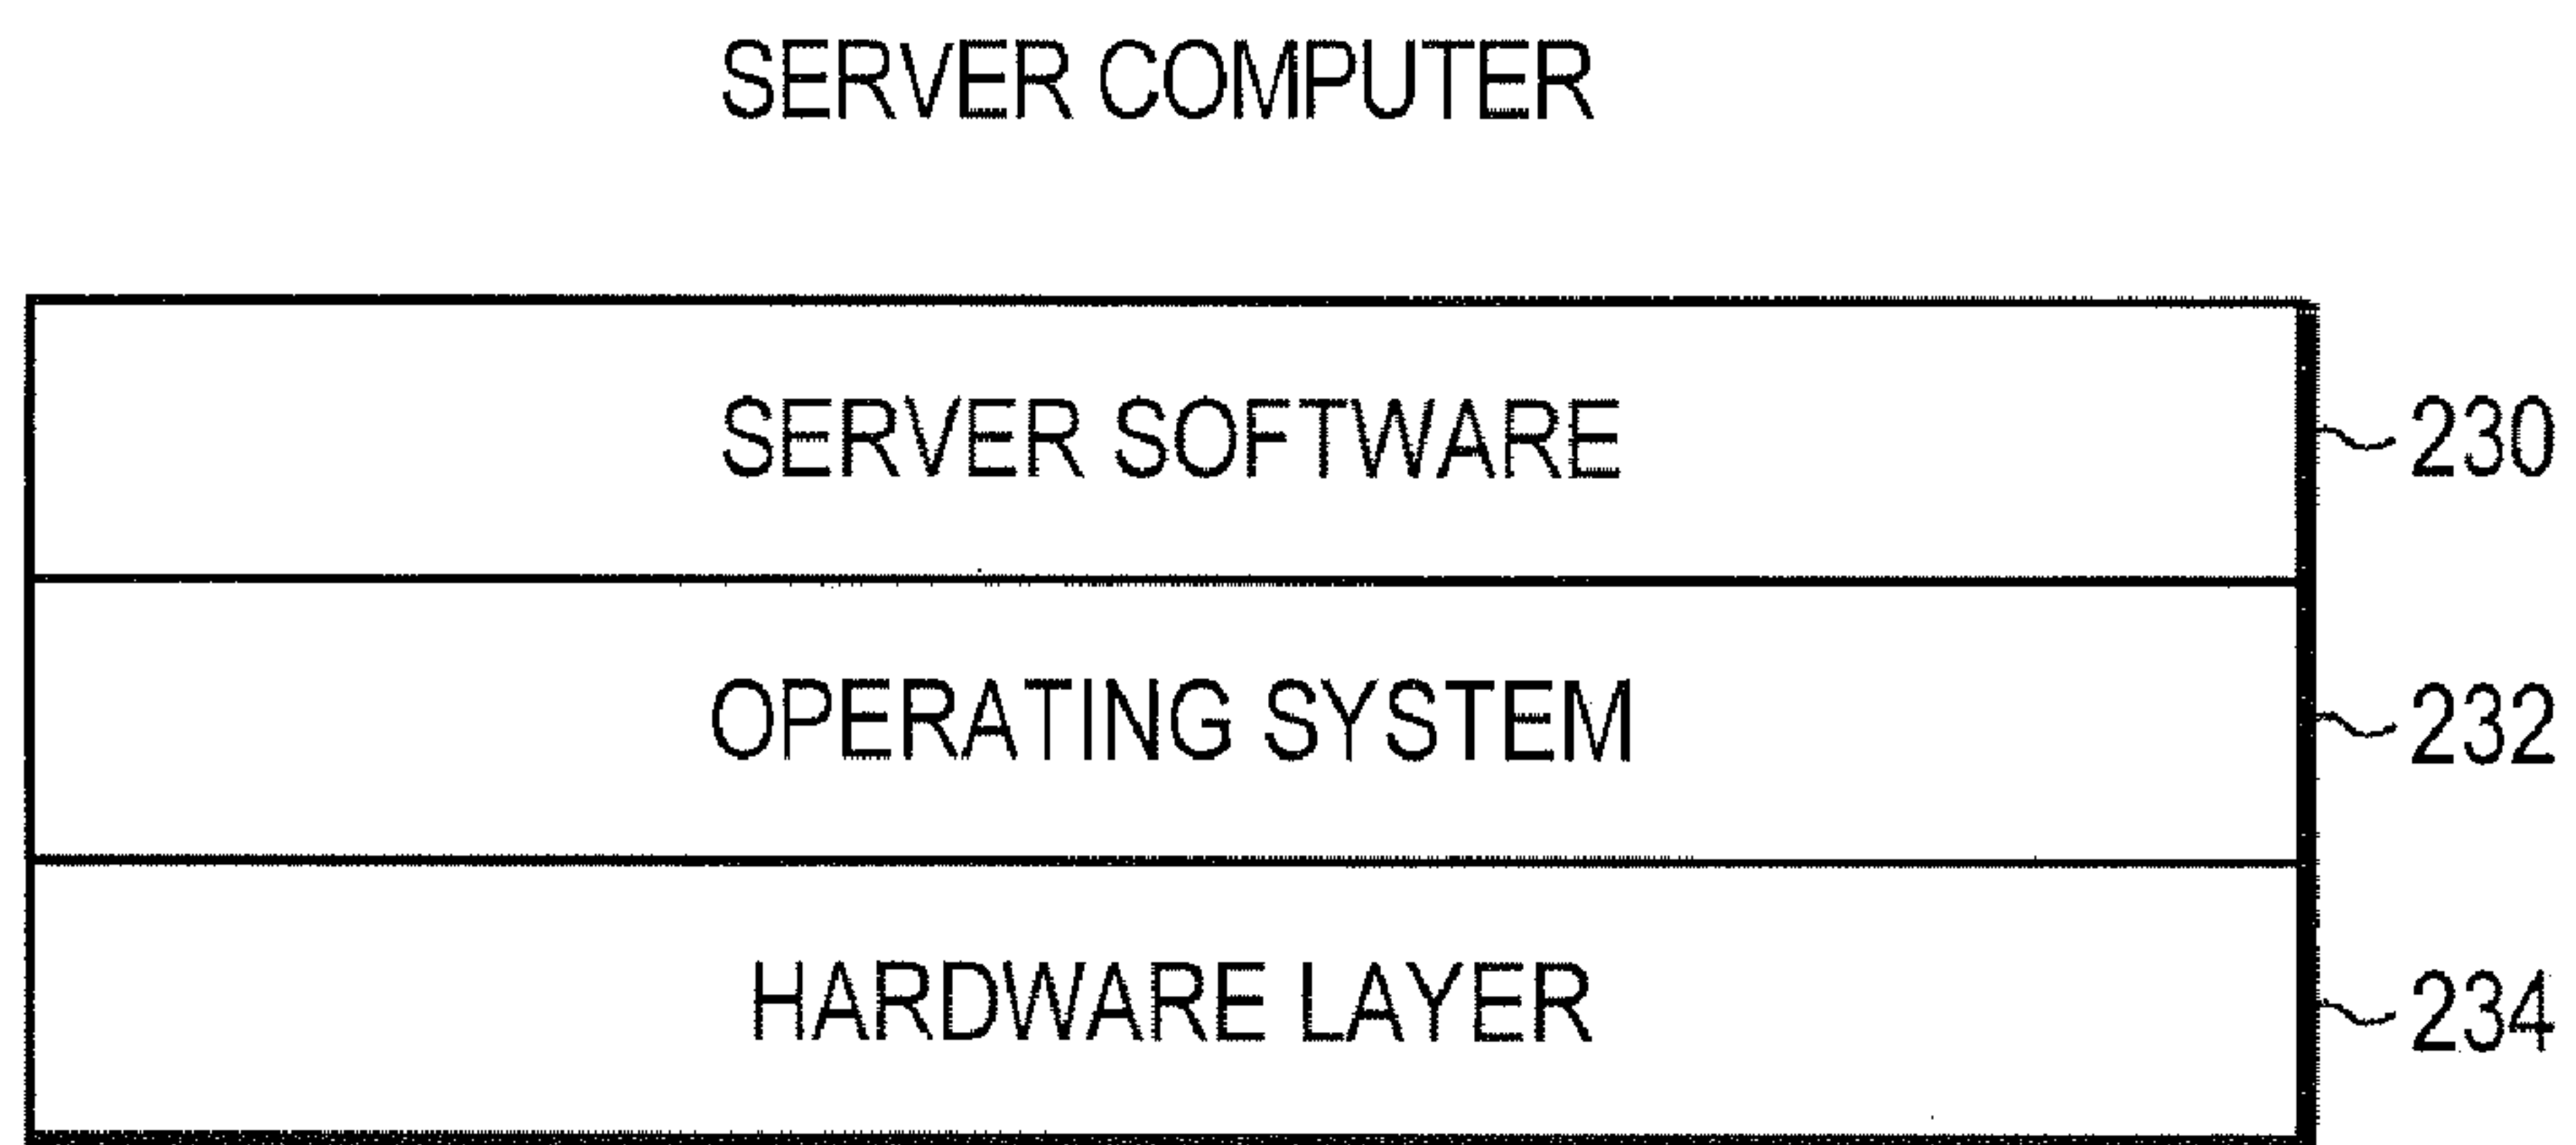 SERVER COMPUTER
SERVER SOFTWARE 230
OPERATING SYSTEM 232
HARDWARE LAYER 234